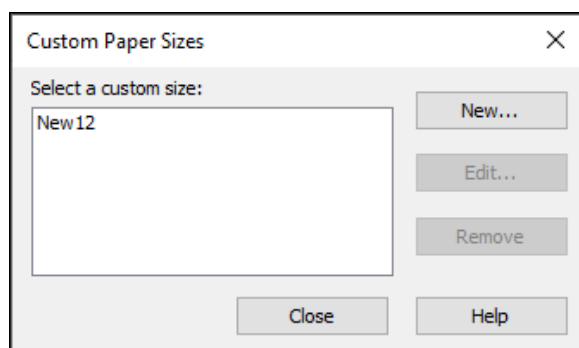 Custom Paper Sizes
Select a custom size:
New12
New...
Edit...
Remove
Close
Help